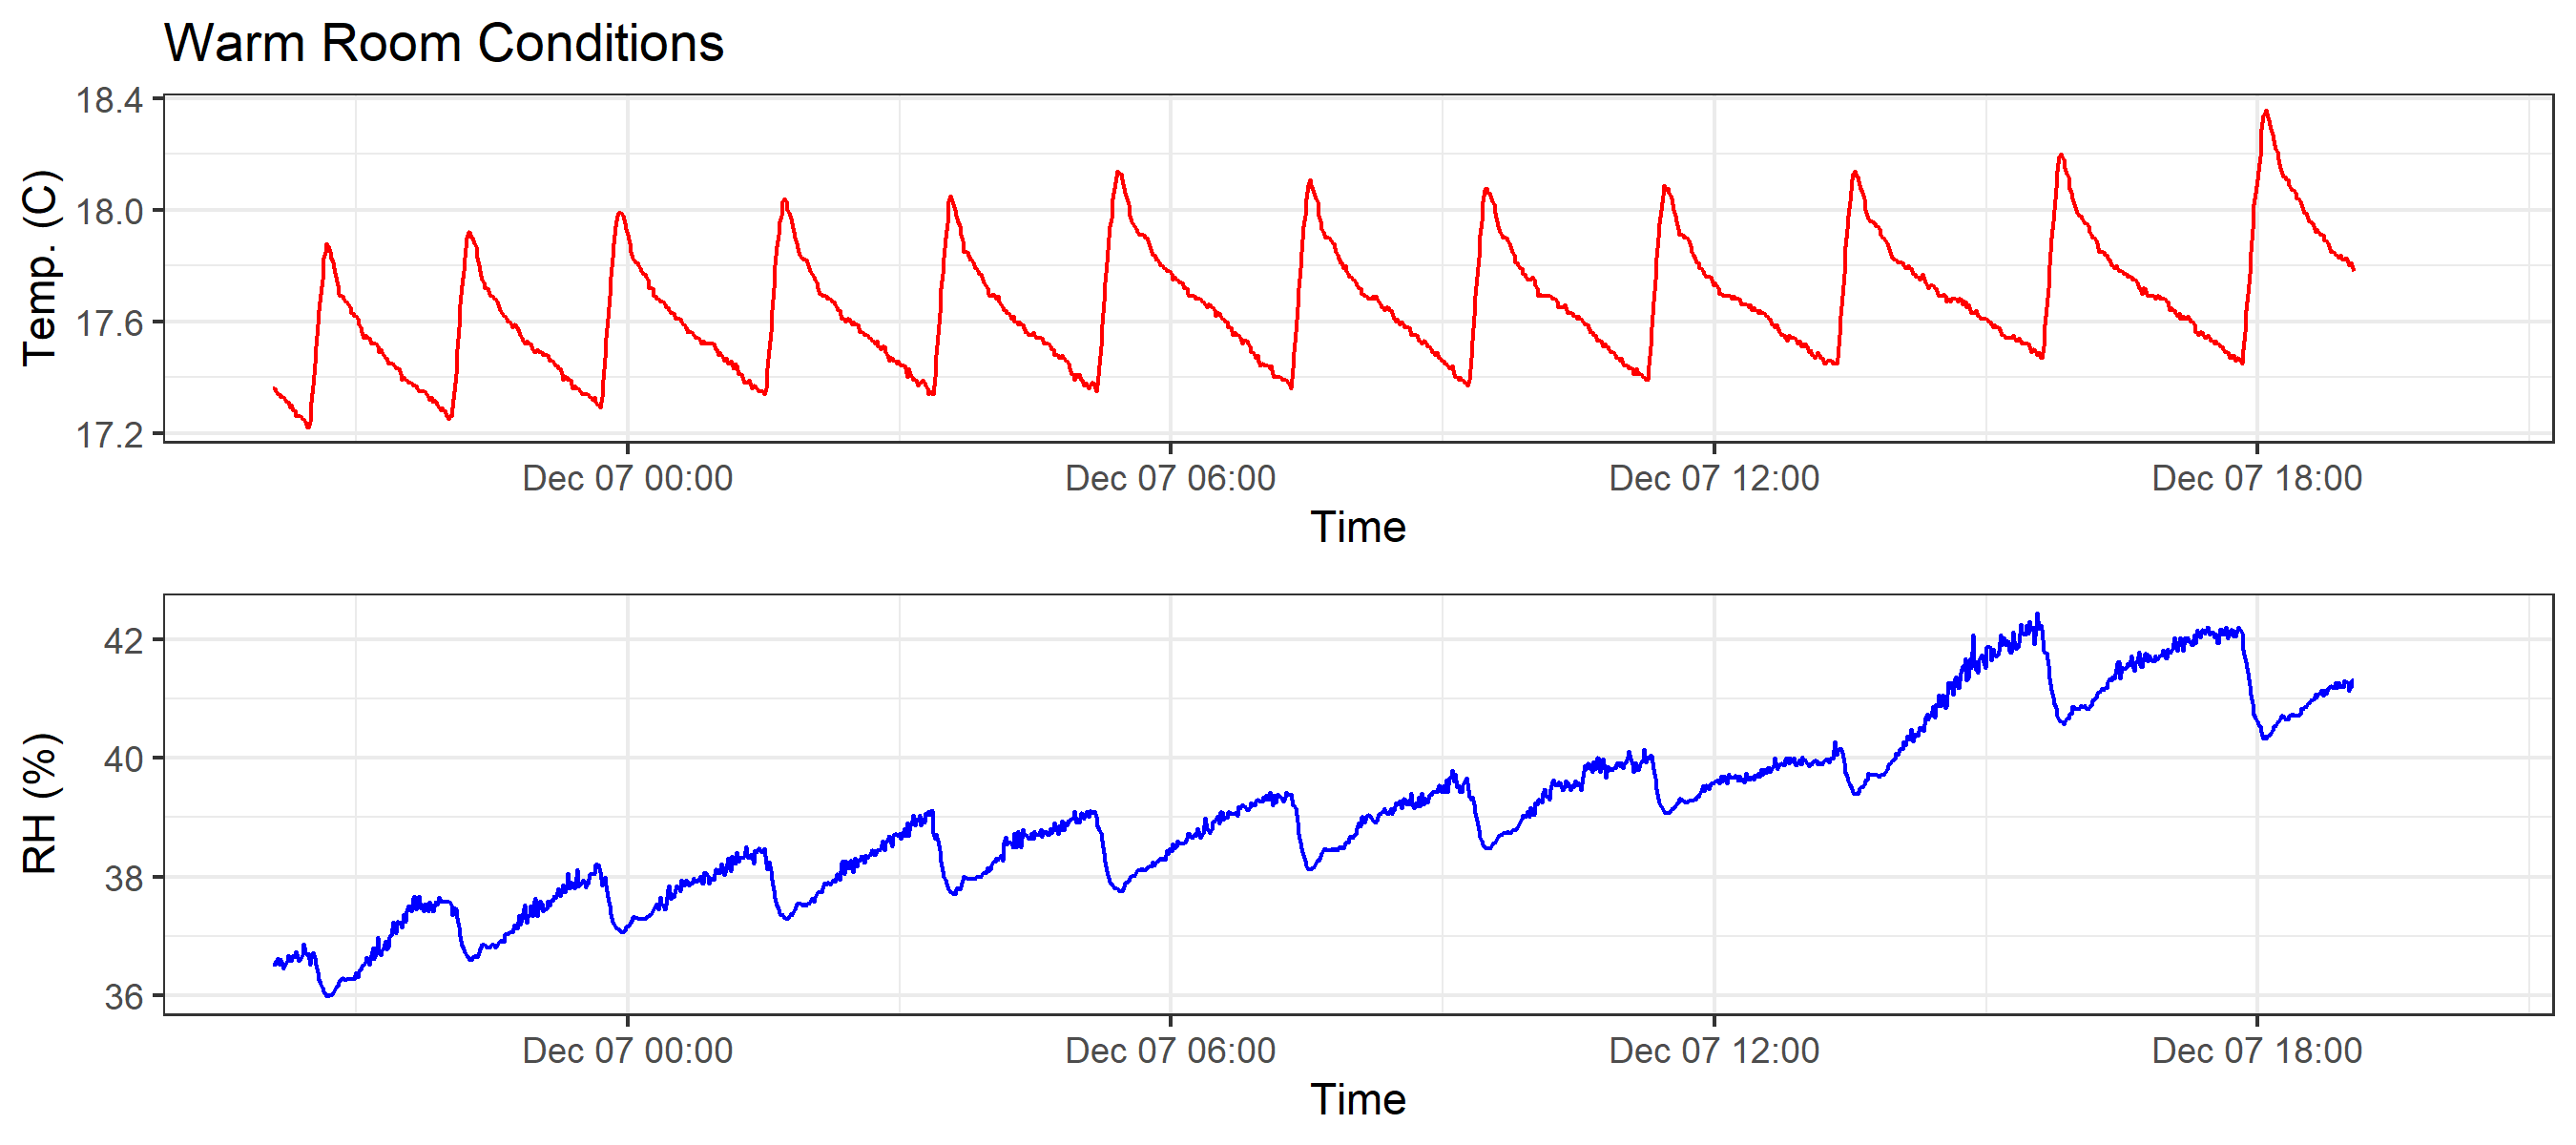 Warm Room Conditions
18.4
18.0
17.6
17.2
Temp. (C)
Dec 07 00:00 Dec 07 06:00 Dec 07 12:00 Dec 07 18:00
Time
42
40
38
36
RH (%)
Dec 07 00:00 Dec 07 06:00 Dec 07 12:00 Dec 07 18:00
Time